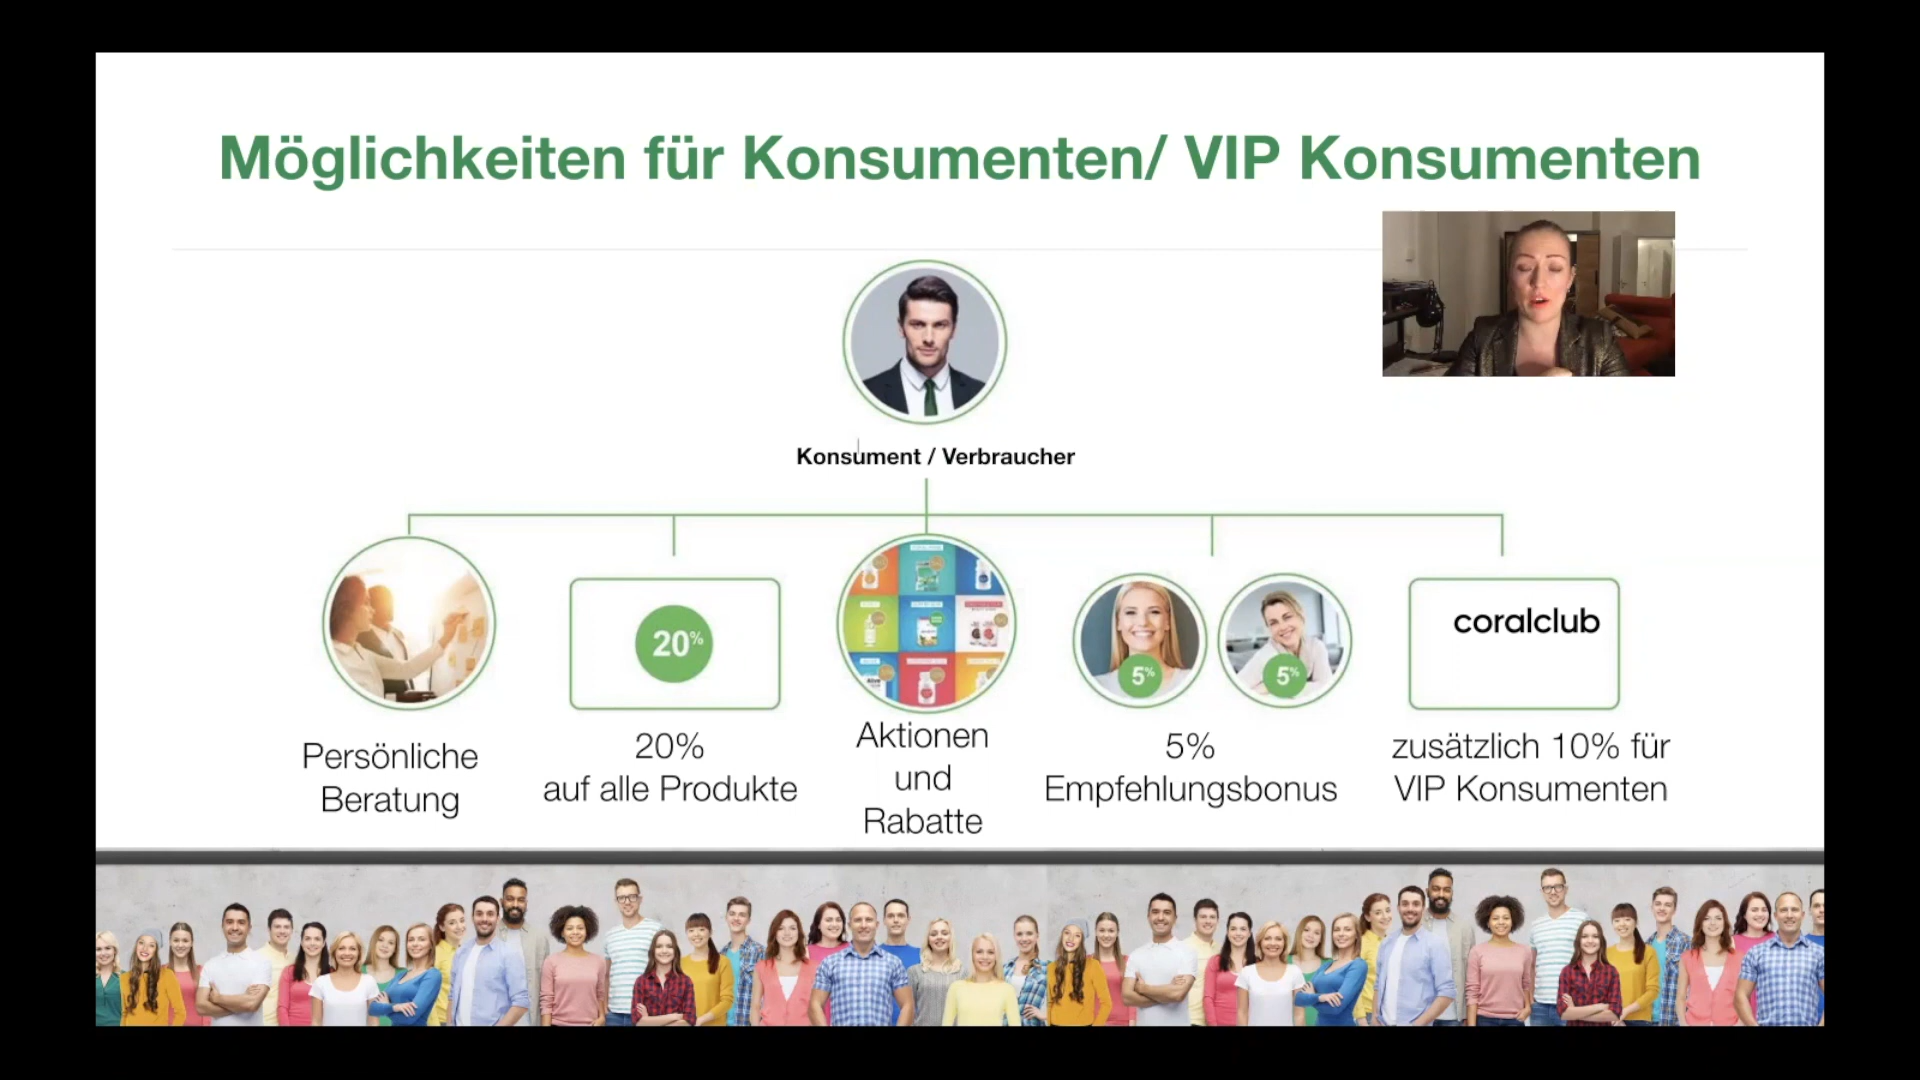 Möglichkeiten für Konsumenten/ VIP Konsumenten
Konsument / Verbraucher
20%
5%
5%
coralclub
Persönliche
Beratung
20%
auf alle Produkte
Aktionen
und
Rabatte
5%
Empfehlungsbonus
zusätzlich 10% für
VIP Konsumenten